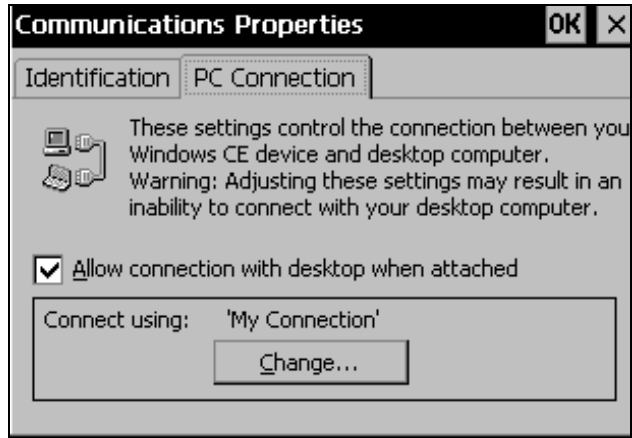 Communications Properties OK ×
Identification PC Connection
These settings control the connection between you
Windows CE device and desktop computer.
Warning: Adjusting these settings may result in an
inability to connect with your desktop computer.
Allow connection with desktop when attached
Connect using: 'My Connection'
Change...